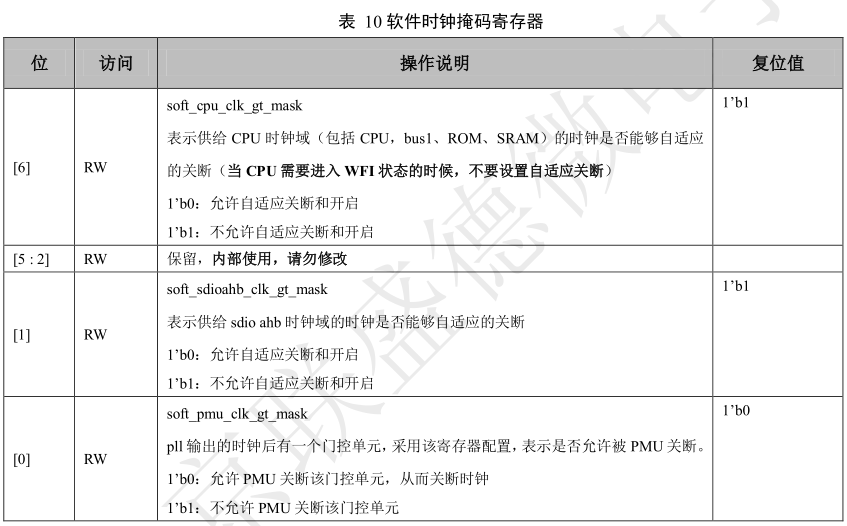 表 10 软件时钟掩码寄存器
位 访问 操作说明 复位值
[6] RW soft_cpu_clk_gt_mask 1’b1
表示供给 CPU 时钟域（包括 CPU，bus1、ROM、SRAM）的时钟是否能够自适应
的关断（当 CPU 需要进入 WFI 状态的时候，不要设置自适应关断）
1’b0：允许自适应关断和开启
1’b1：不允许自适应关断和开启
[5 : 2] RW 保留，内部使用，请勿修改
[1] RW soft_sdioahb_clk_gt_mask 1’b1
表示供给 sdio ahb 时钟域的时钟是否能够自适应的关断
1’b0：允许自适应关断和开启
1’b1：不允许自适应关断和开启
[0] RW soft_pmu_clk_gt_mask 1’b0
pll 输出的时钟后有一个门控单元，采用该寄存器配置，表示是否允许被 PMU 关断。
1’b0：允许 PMU 关断该门控单元，从而关断时钟
1’b1：不允许 PMU 关断该门控单元
京联盛德微电子